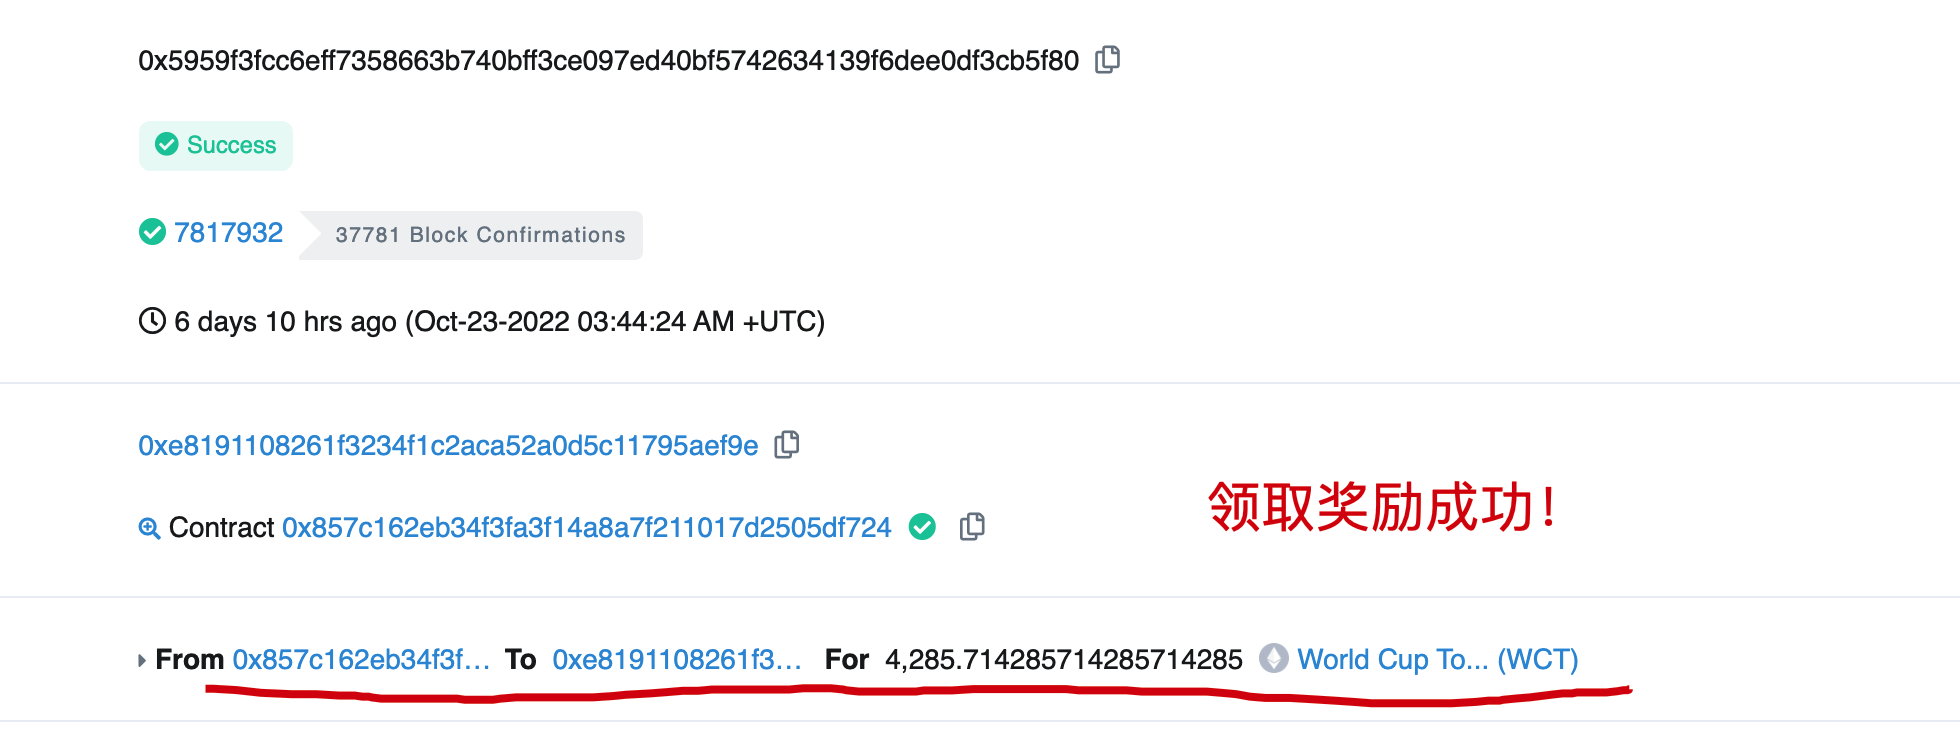 0x5959f3fcc6eff7358663b740bff3ce097ed40bf5742634139f6dee0df3cb5f80
Success
7817932 37781 Block Confirmations
6 days 10 hrs ago (Oct-23-2022 03:44:24 AM +UTC)
0xe8191108261f3234f1c2aca52a0d5c11795aef9e
领取奖励成功!
Contract 0x857c162eb34f3fa3f14a8a7f211017d2505df724
From 0x857c162eb34f3f... To 0xe8191108261f3... For 4,285.714285714285714285 World Cup To... (WCT)